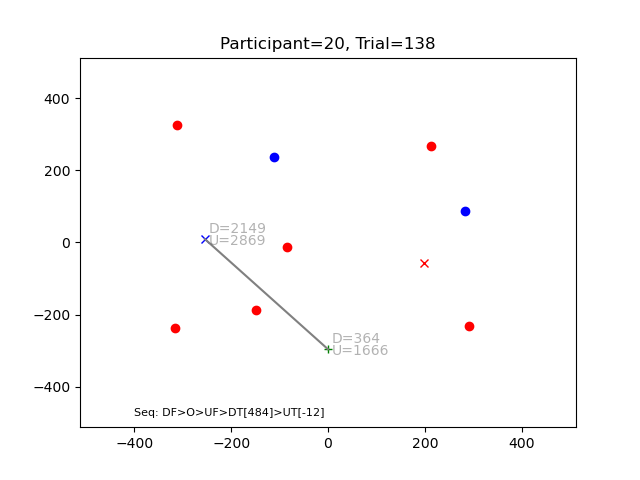 Participant=20, Trial=138
400
200
0
−200
−400
D=2149
U=2869
D=364
U=1666
Seq: DF>O>UF>DT[484]>UT[-12]
−400
−200
0
200
400